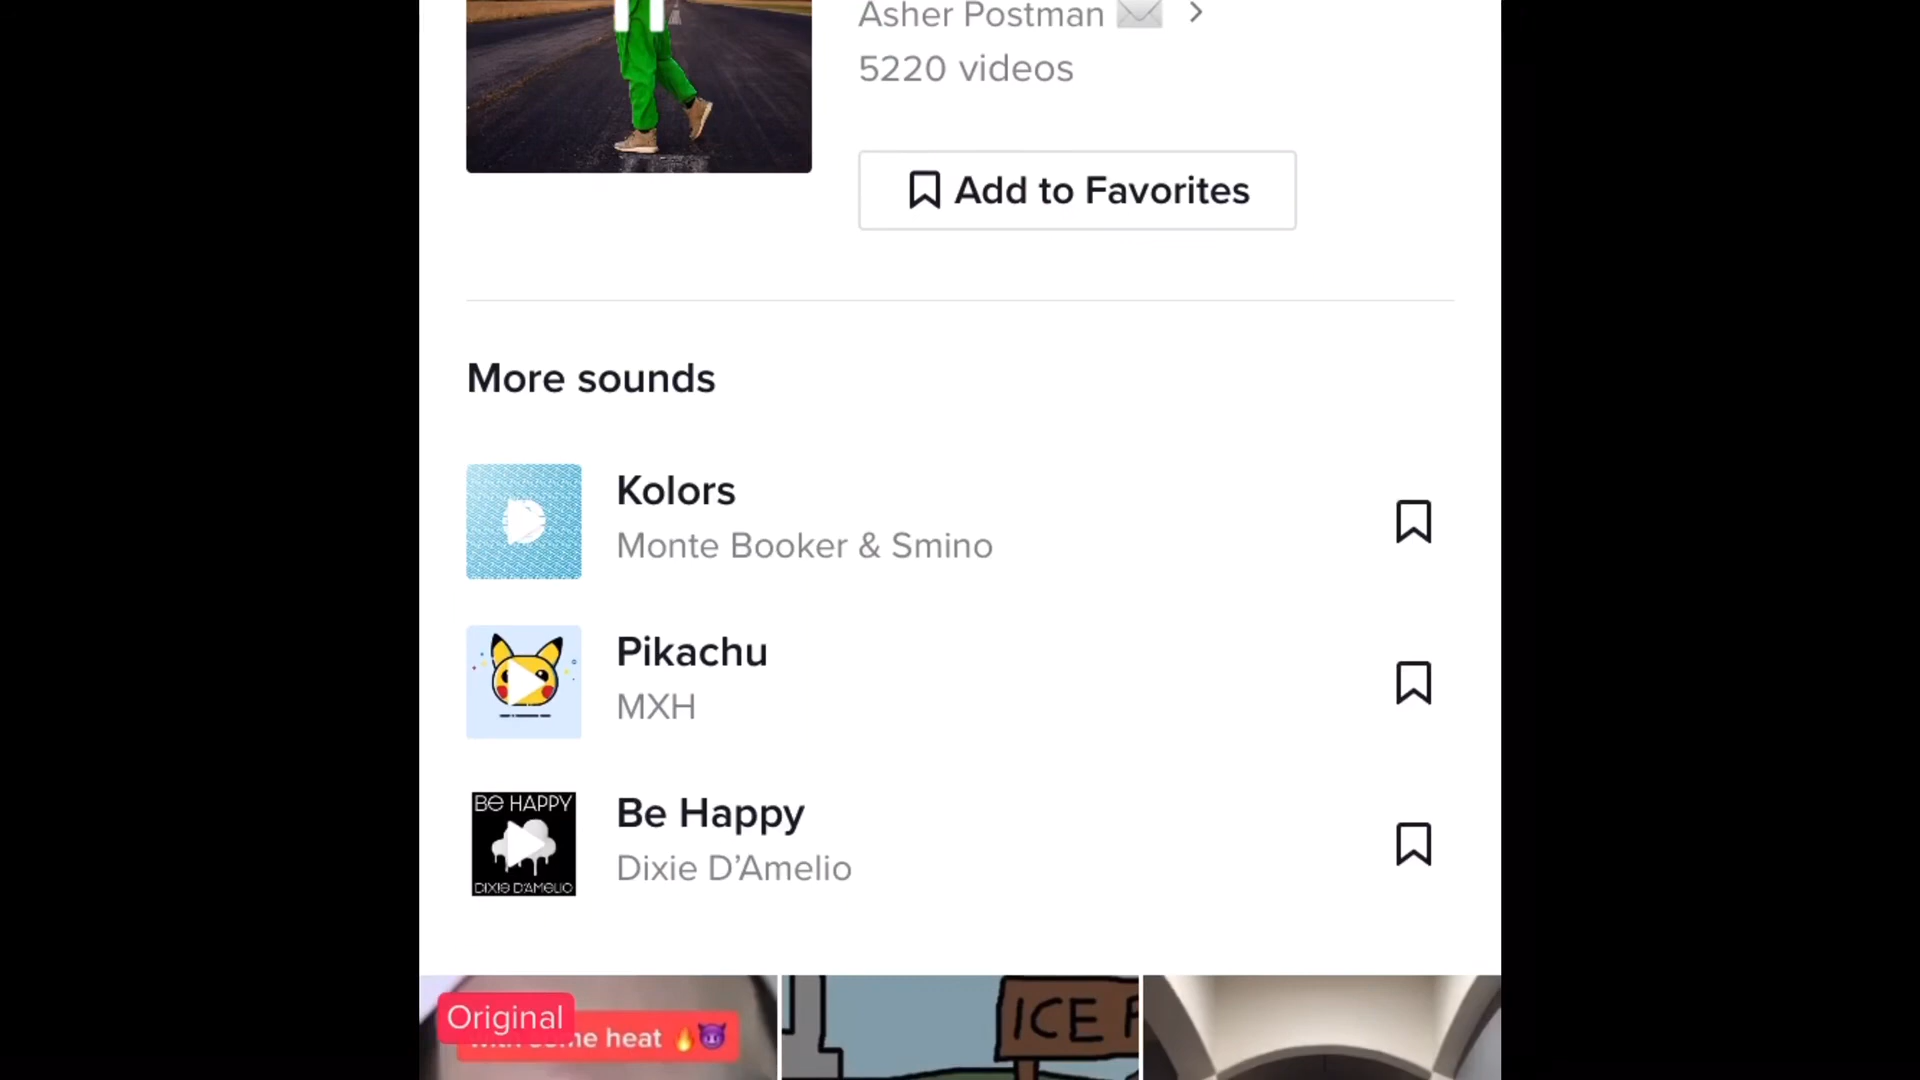 Asher Postman ✉️ >
5220 videos
Add to Favorites
More sounds
Kolors
Monte Booker & Smino
Pikachu
MXH
BE HAPPY
DIXIE D'AMELIO
Be Happy
Dixie D’Amelio
Original
some heat 🔥😈
ICE